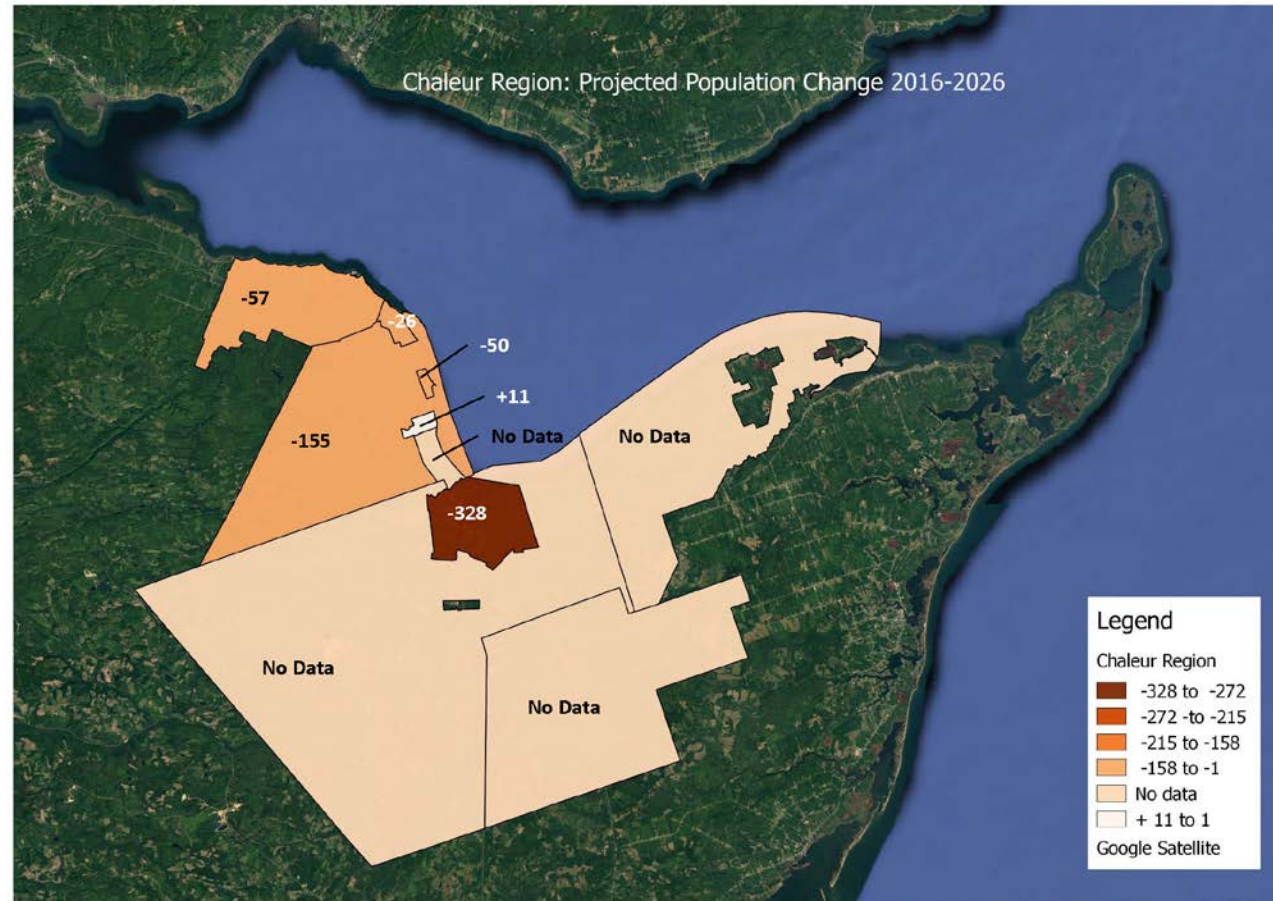 Chaleur Region: Projected Population Change 2016-2026
-57
-26
-50
+11
-155
No Data
No Data
-328
No Data
No Data
Legend
Chaleur Region
-328 to -272
-272 -to -215
-215 to -158
-158 to -1
No data
+ 11 to 1
Google Satellite